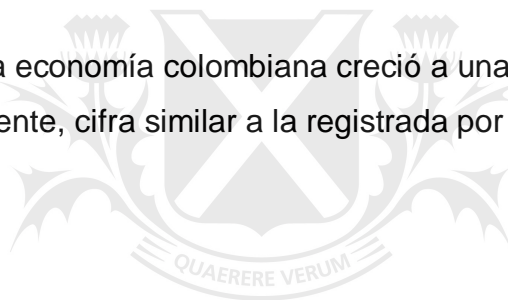 a economía colombiana creció a una
ente, cifra similar a la registrada por
QUAERERE VERUM